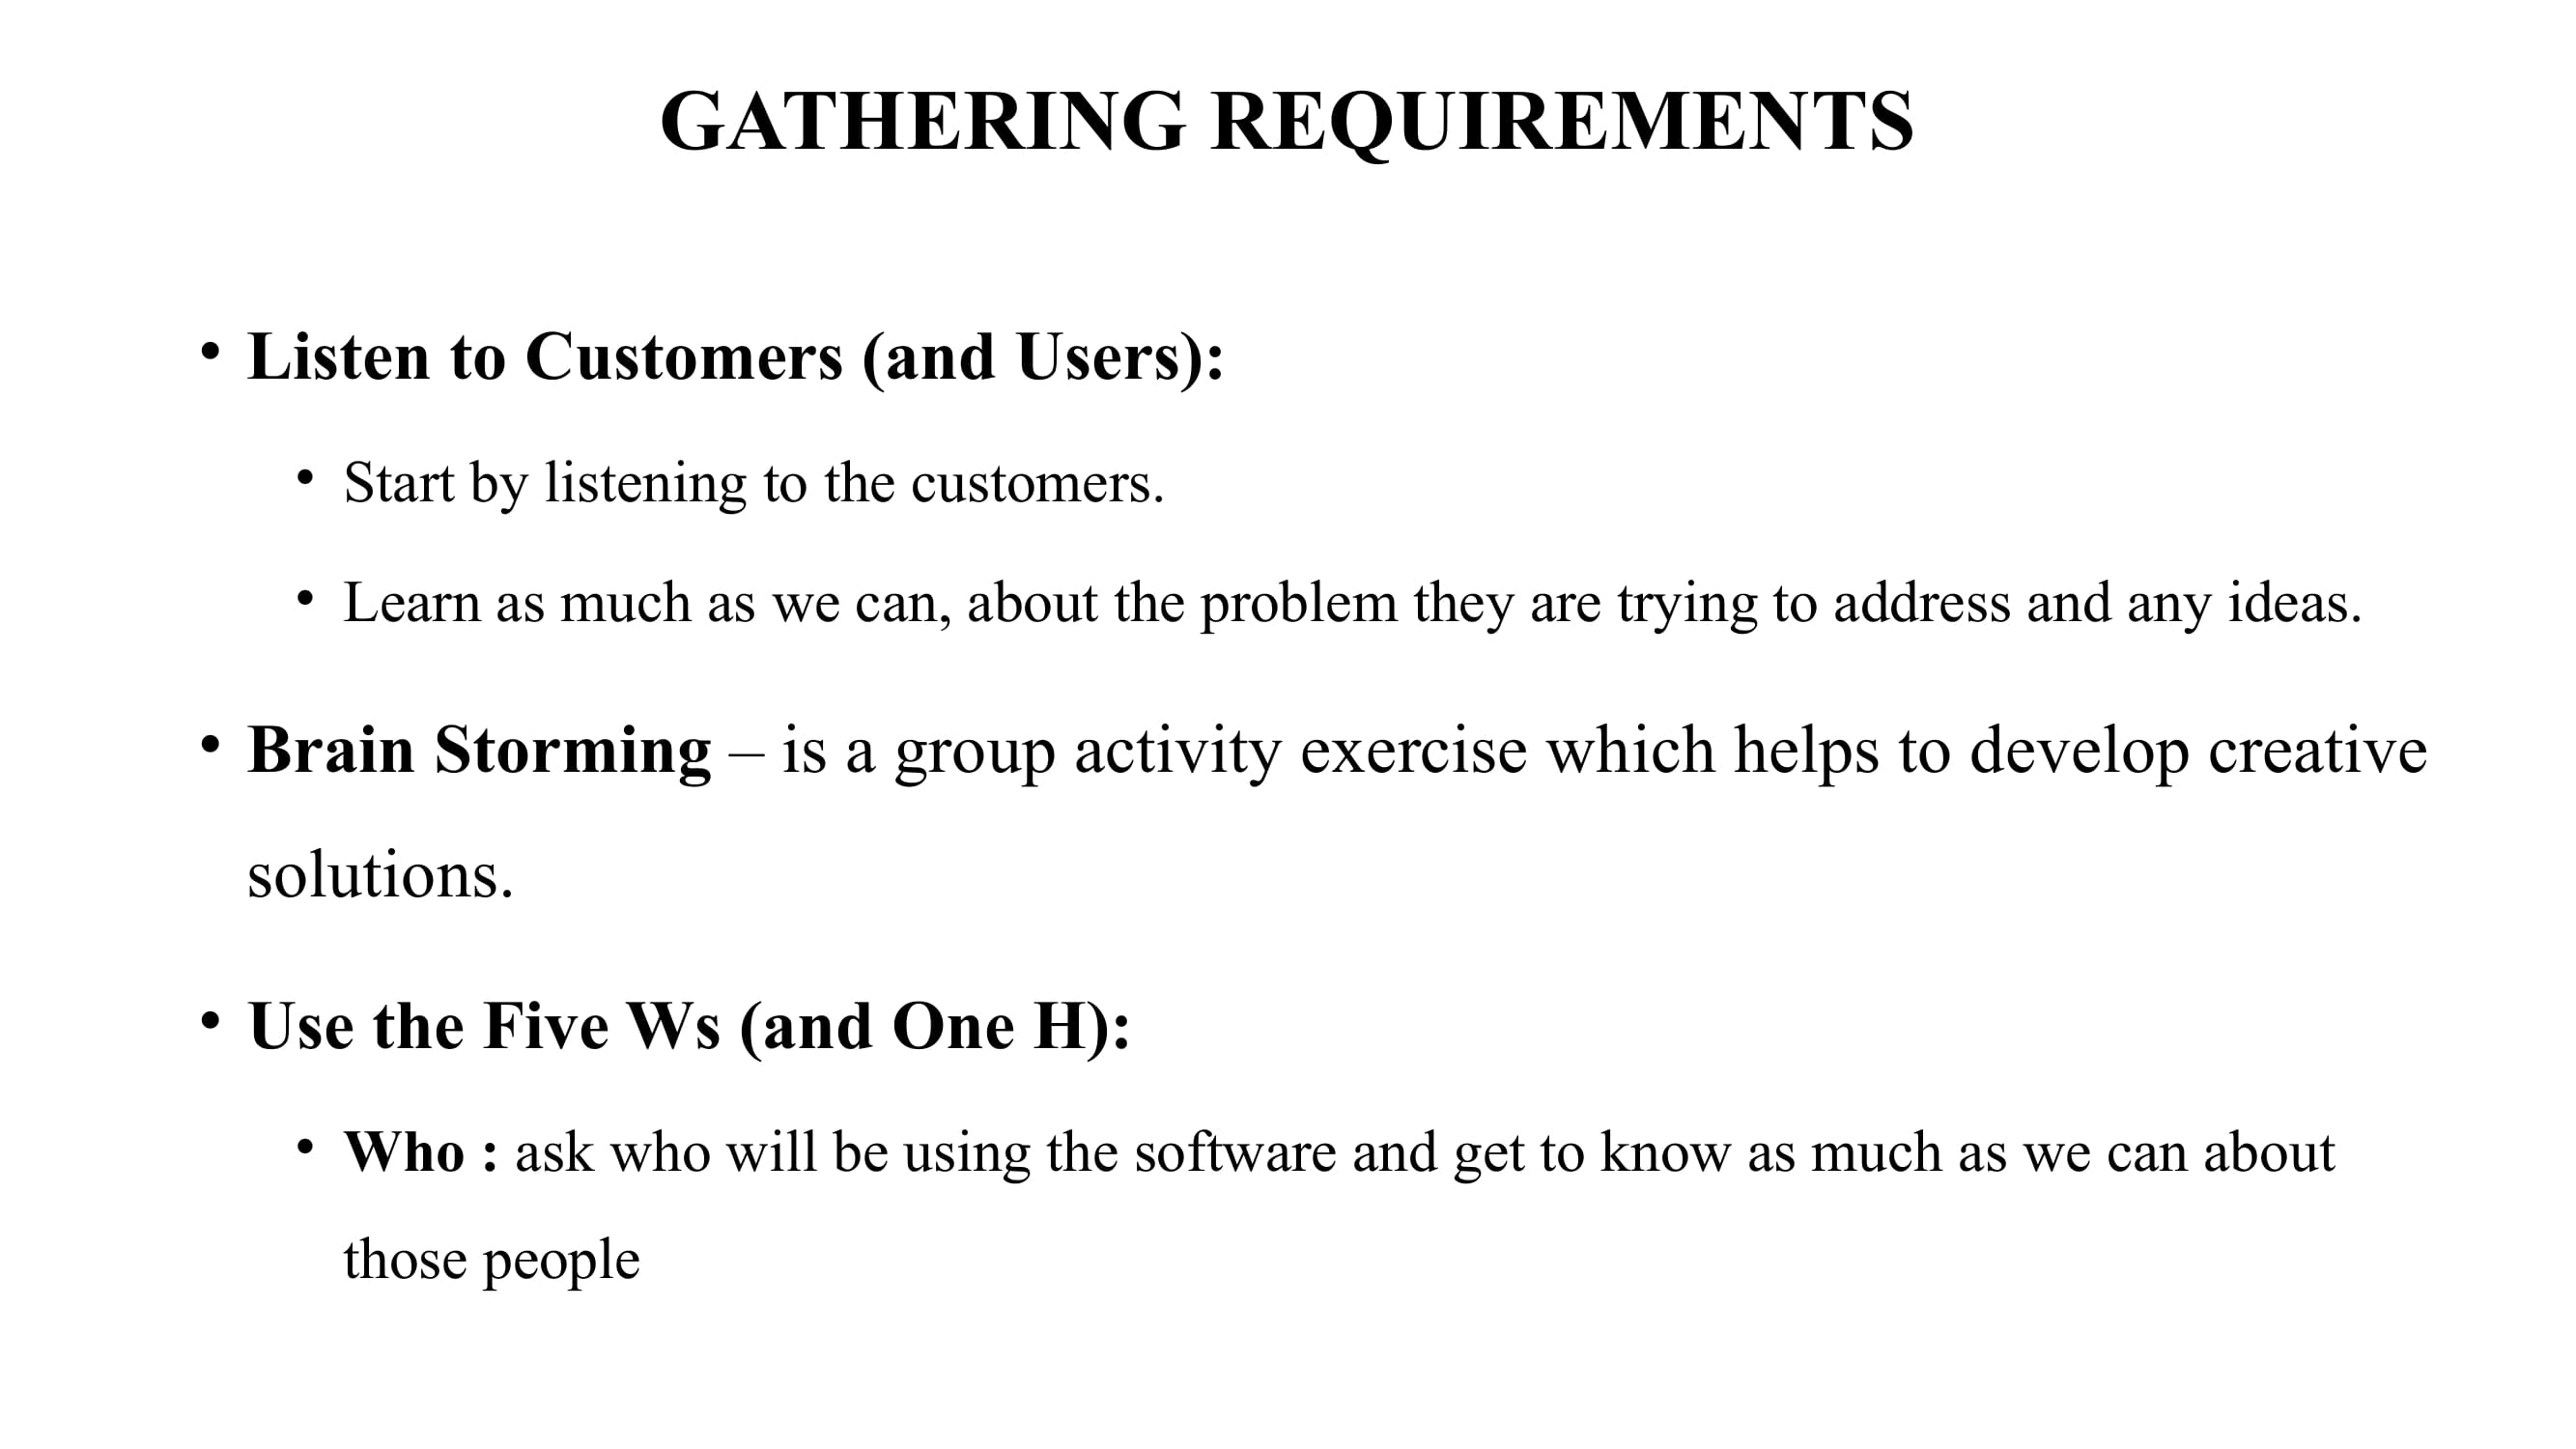 GATHERING REQUIREMENTS
• Listen to Customers (and Users):
• Start by listening to the customers.
• Learn as much as we can, about the problem they are trying to address and any ideas.
• Brain Storming – is a group activity exercise which helps to develop creative
solutions.
• Use the Five Ws (and One H):
• Who : ask who will be using the software and get to know as much as we can about
those people